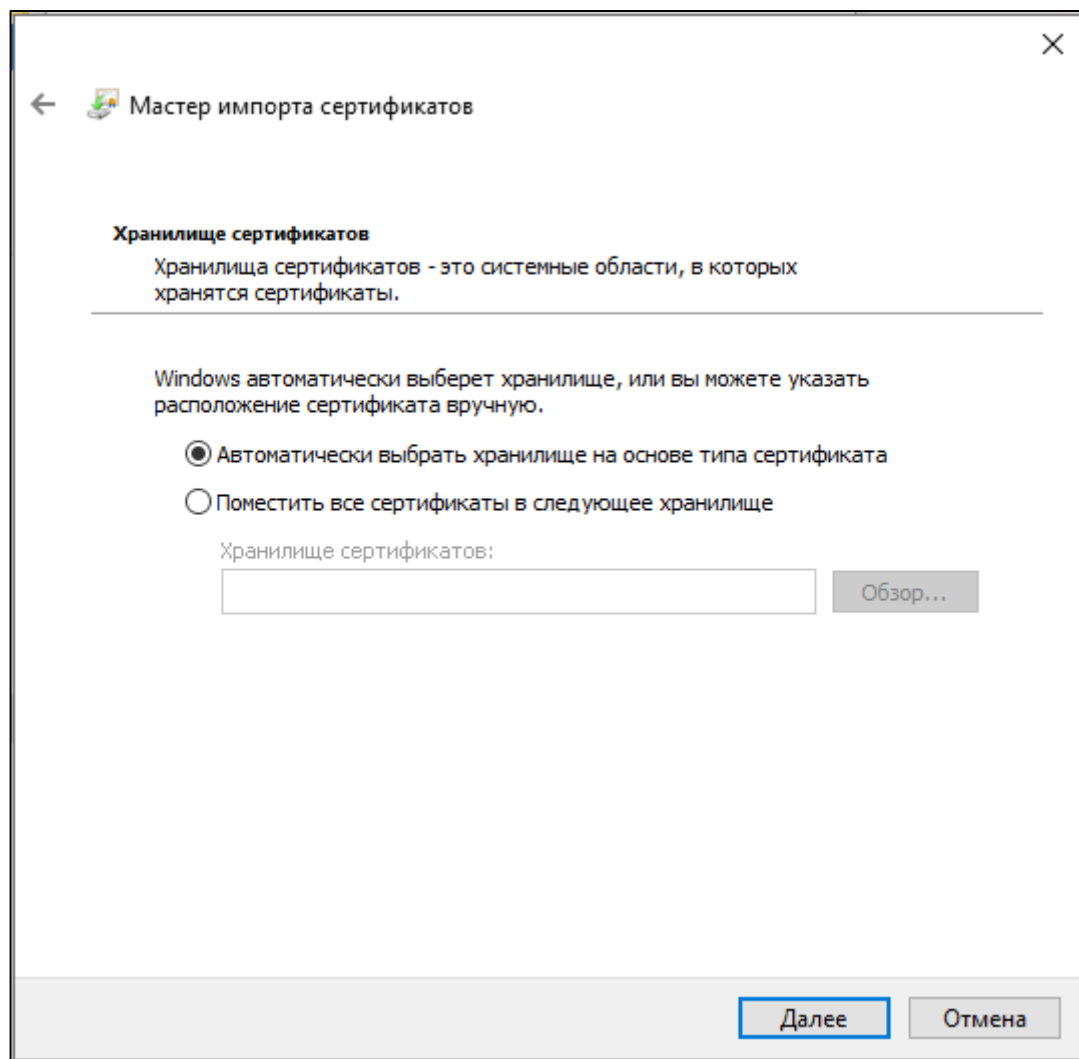 Мастер импорта сертификатов
Хранилище сертификатов
Хранилища сертификатов - это системные области, в которых
хранятся сертификаты.
Windows автоматически выберет хранилище, или вы можете указать
расположение сертификата вручную.
Автоматически выбрать хранилище на основе типа сертификата
Поместить все сертификаты в следующее хранилище
Хранилище сертификатов:
Обзор...
Далее
Отмена